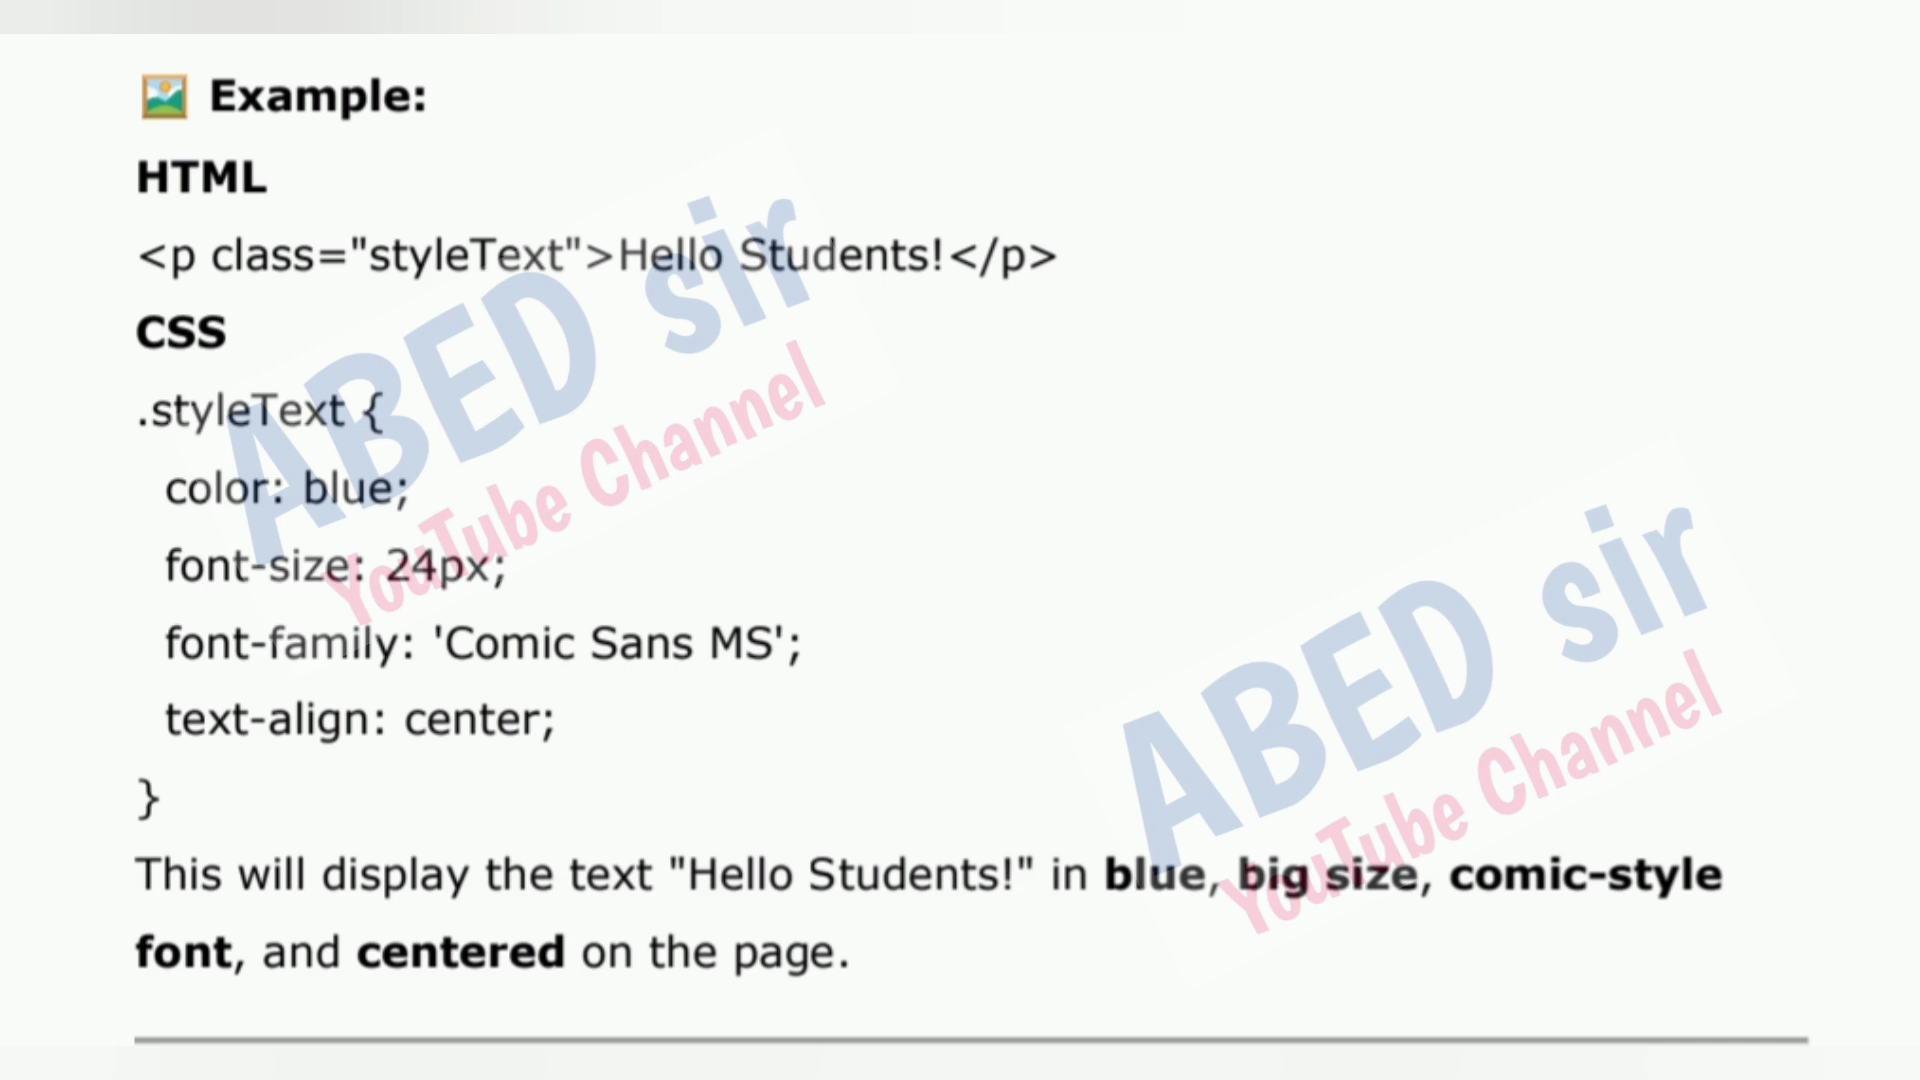 Example:
HTML
<p class="styleText">Hello Students!</p>
CSS
.styleText {
color: blue;
font-size: 24px;
font-family: 'Comic Sans MS';
text-align: center;
}
This will display the text "Hello Students!" in blue, big size, comic-style
font, and centered on the page.
ABED sir
YouTube Channel
ABED sir
YouTube Channel